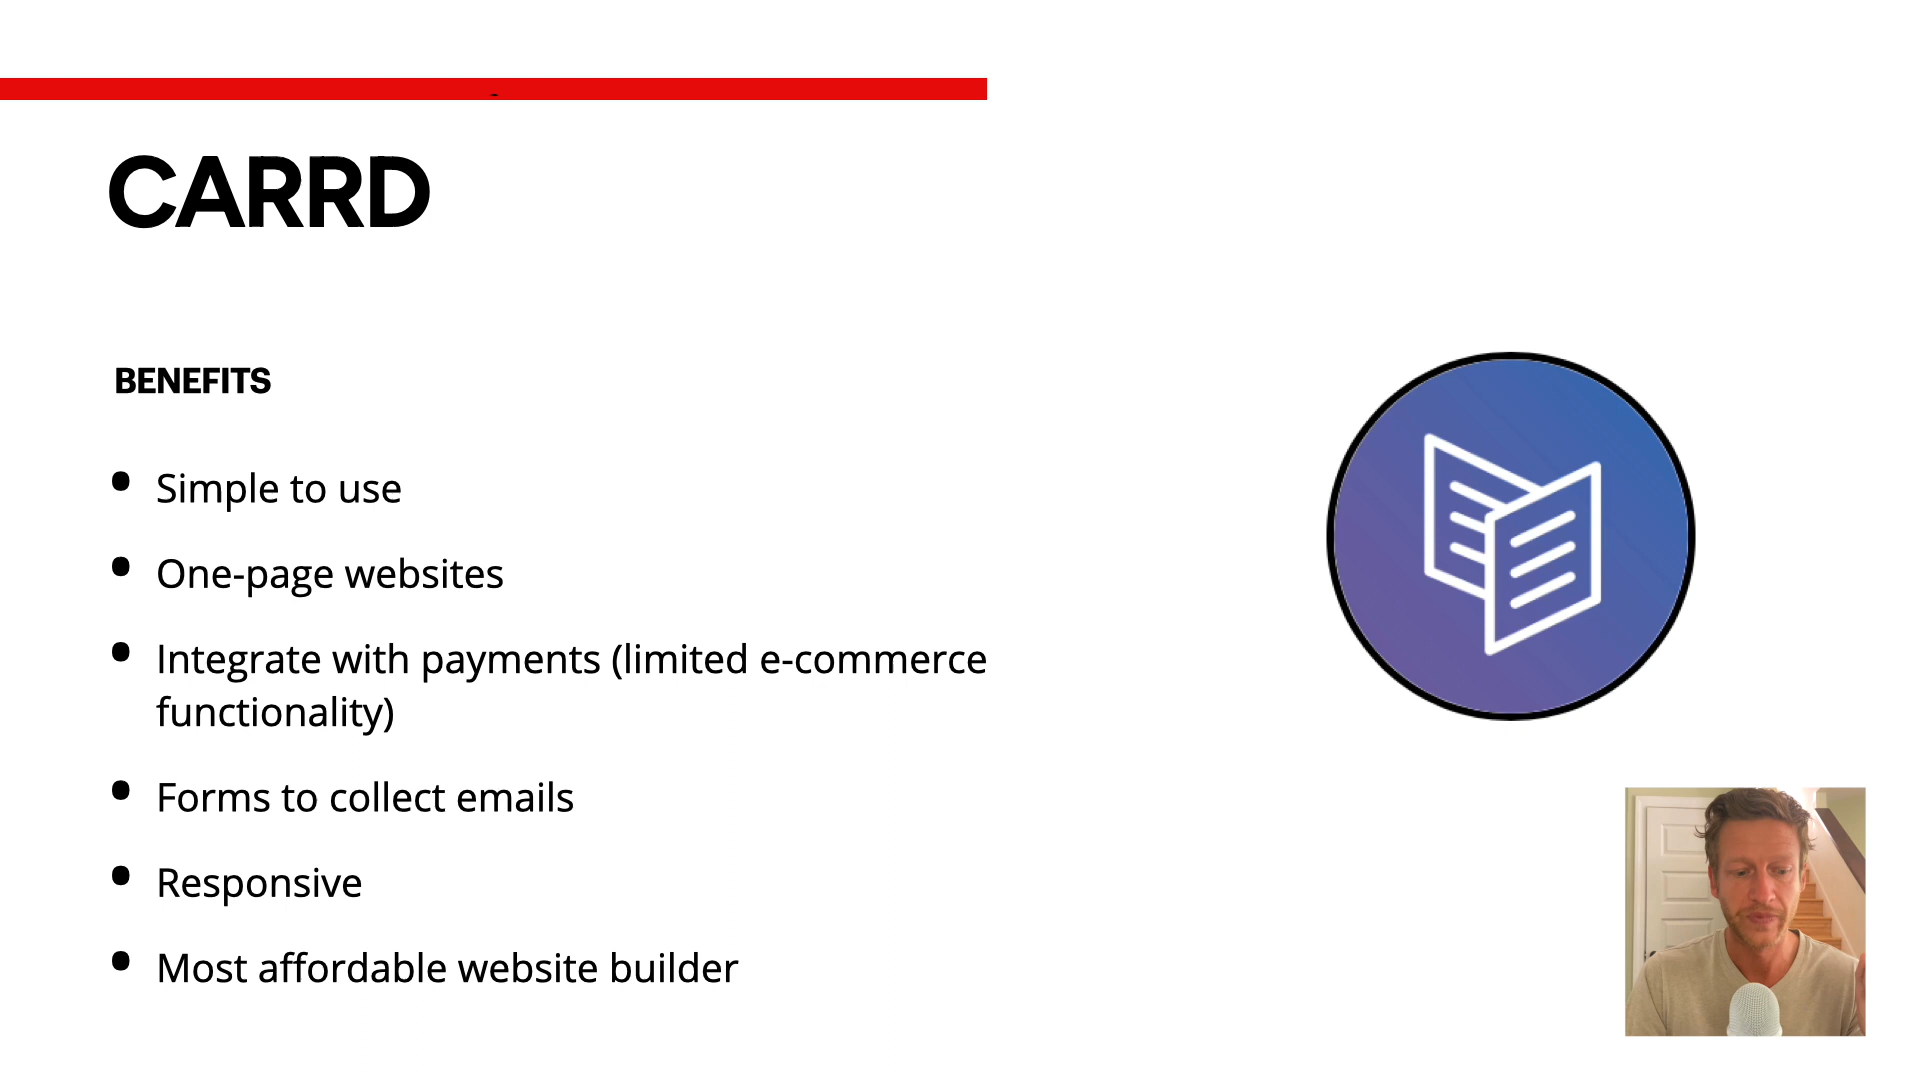 CARRD
BENEFITS
• Simple to use
• One-page websites
• Integrate with payments (limited e-commerce
functionality)
• Forms to collect emails
• Responsive
• Most affordable website builder